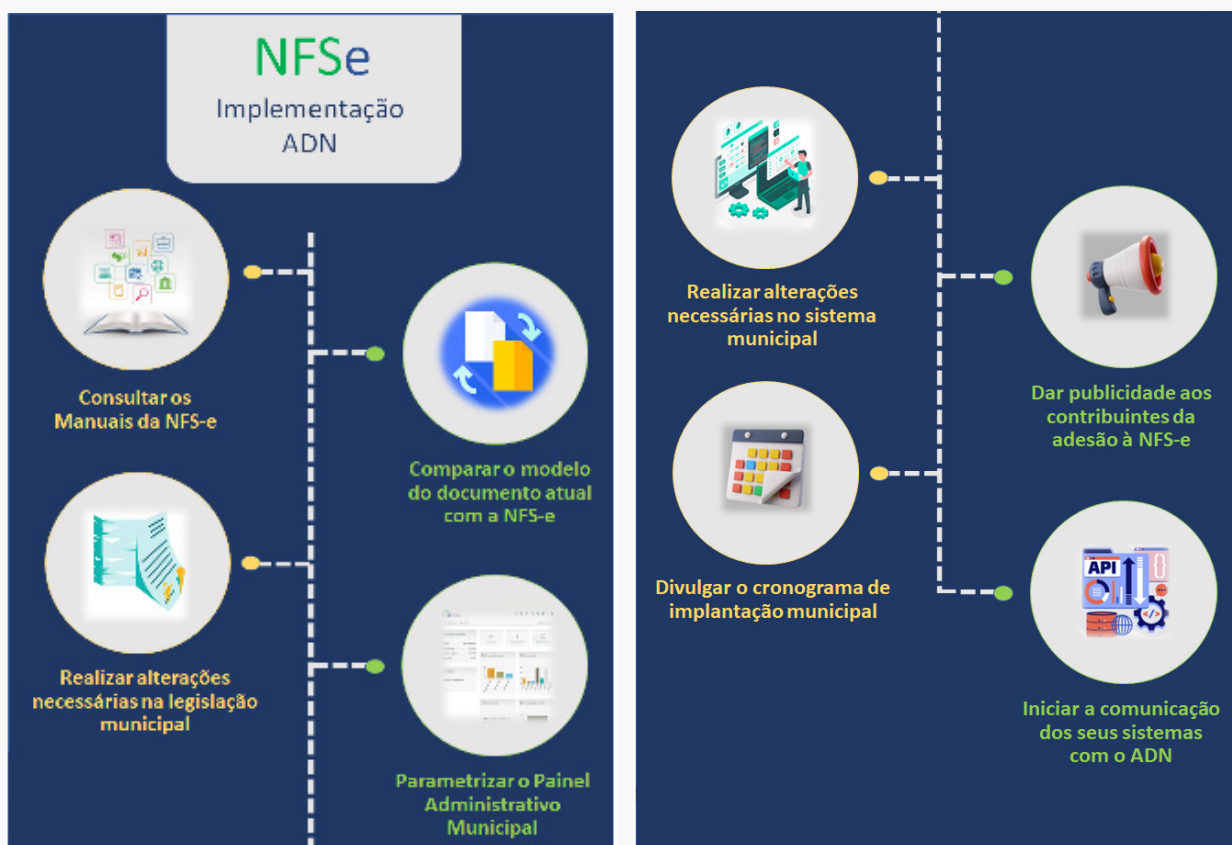 NFSe
Implementação
ADN
Consultar os
Manuais da NFS-e
Comparar o modelo
do documento atual
com a NFS-e
Realizar alterações
necessárias na legislação
municipal
Parametrizar o Painel
Administrativo
Municipal
Realizar alterações
necessárias no sistema
municipal
Dar publicidade aos
contribuintes da
adesão à NFS-e
Divulgar o cronograma de
implantação municipal
API
Iniciar a comunicação
dos seus sistemas
com o ADN